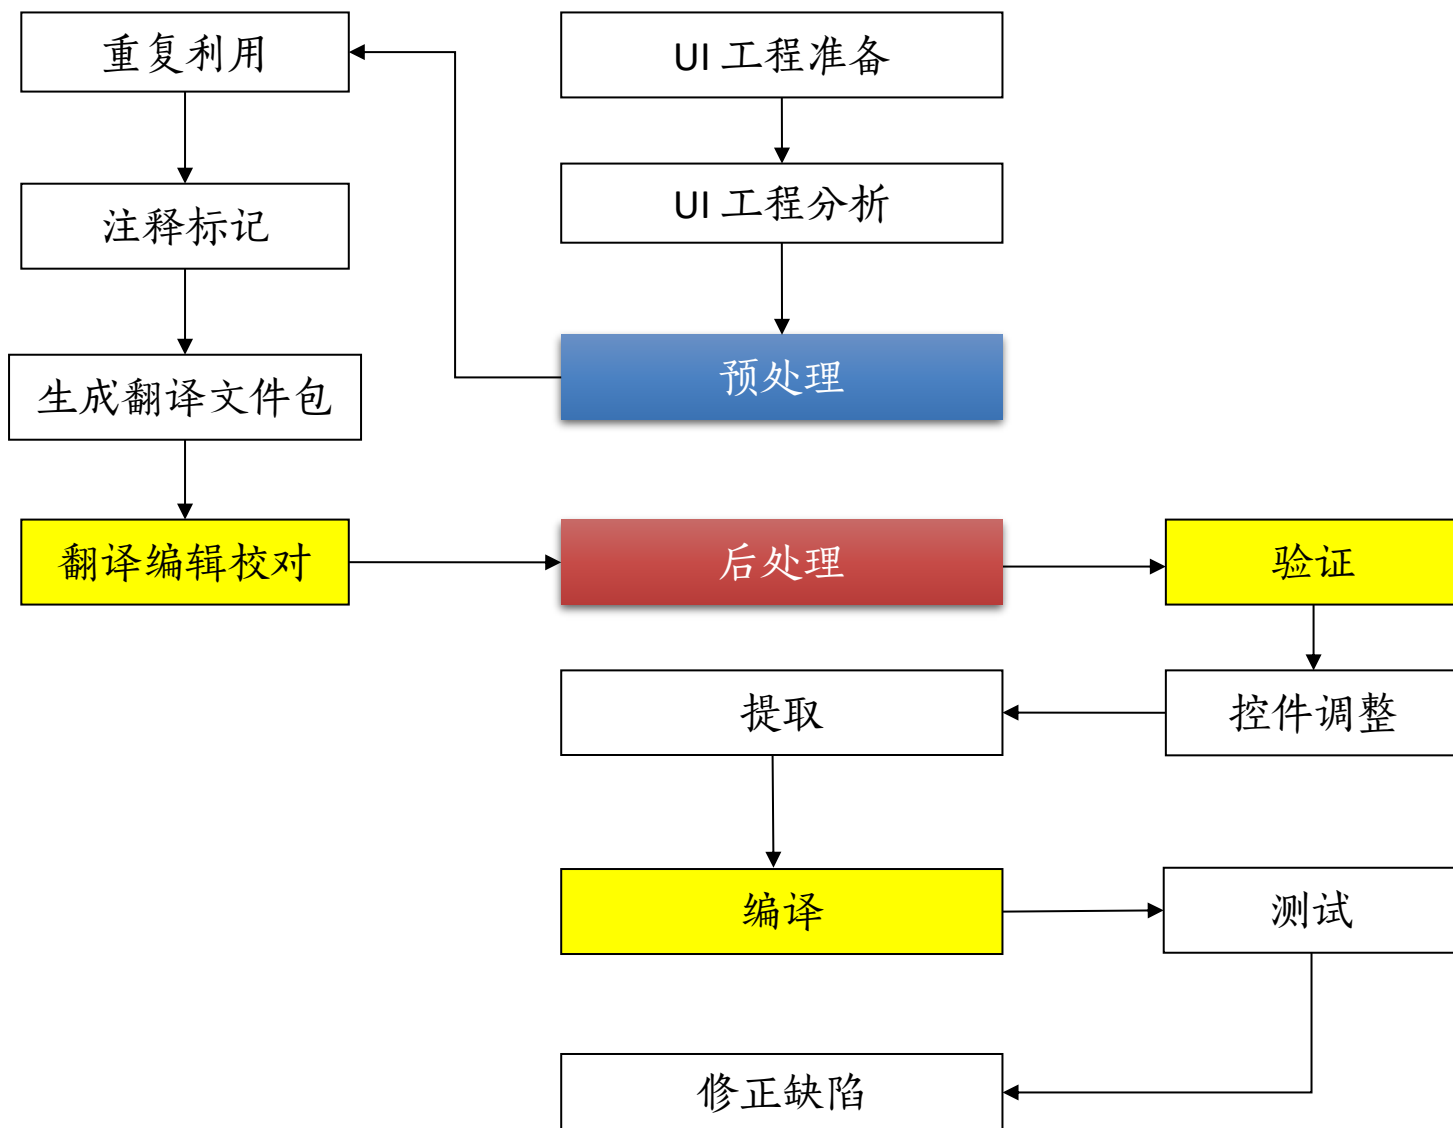 重复利用
UI 工程准备
注释标记
UI 工程分析
生成翻译文件包
预处理
翻译编辑校对
后处理
验证
提取
控件调整
编译
测试
修正缺陷